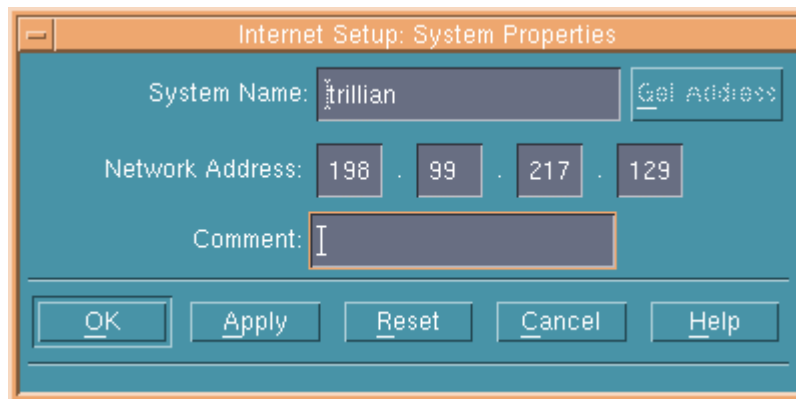 Internet Setup: System Properties
System Name: trillian Get Address
Network Address: 198 . 99 . 217 . 129
Comment:
OK Apply Reset Cancel Help